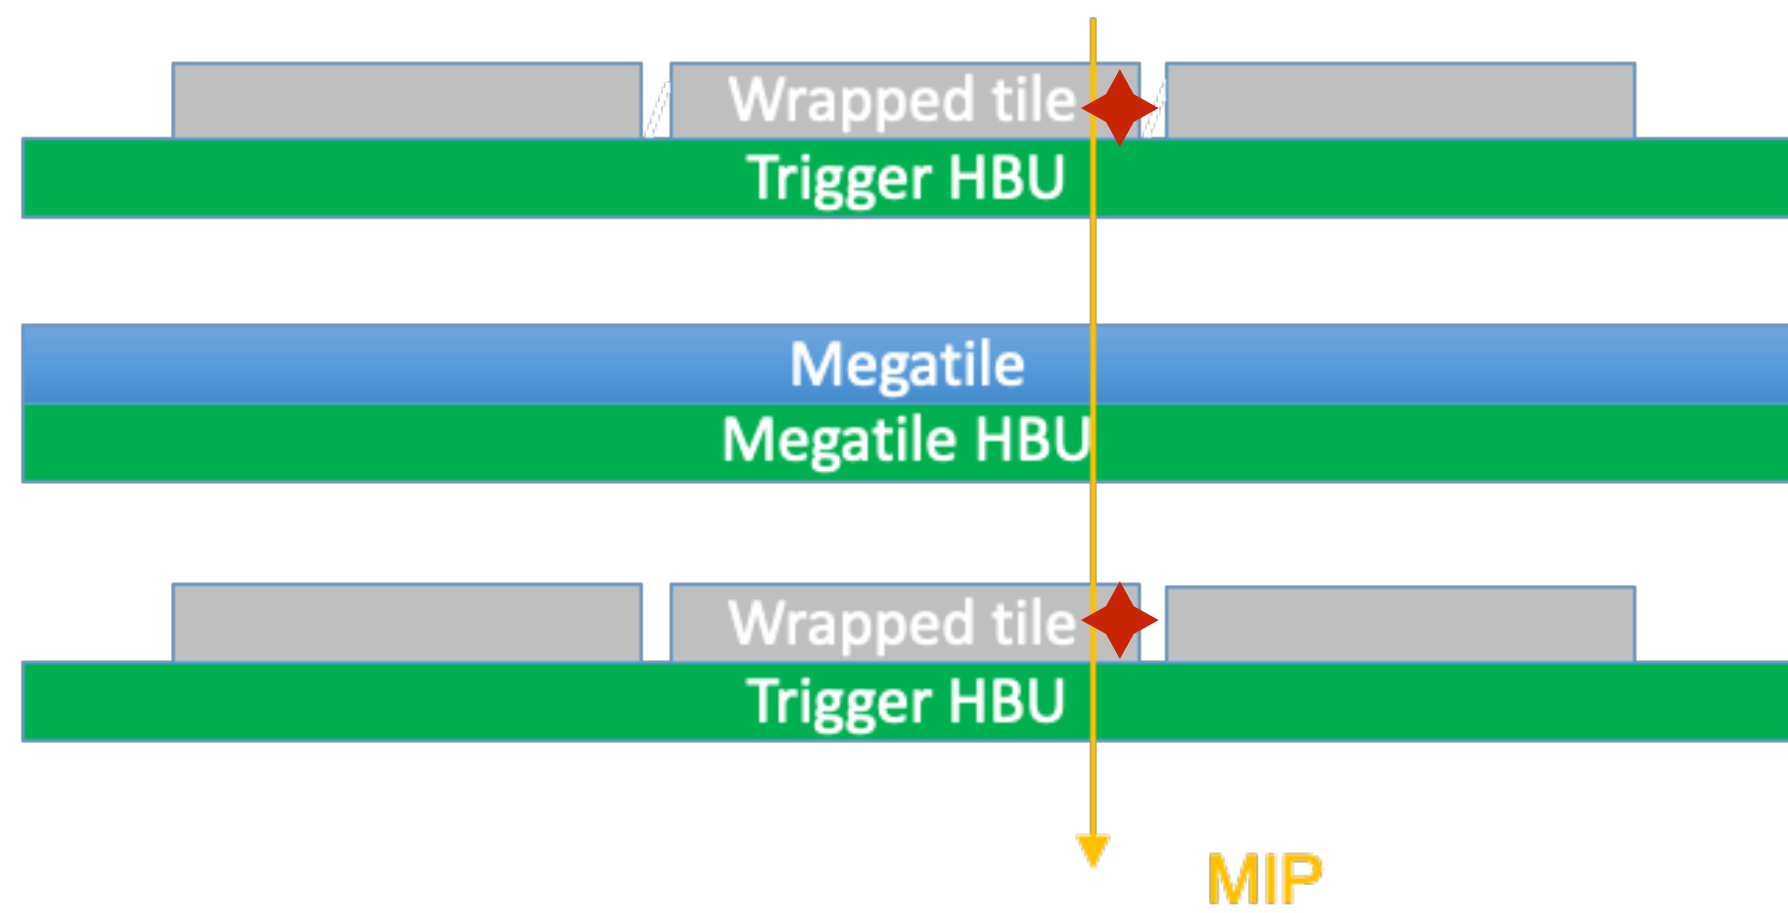 Wrapped tile
Trigger HBU
Megatile
Megatile HBU
Wrapped tile
Trigger HBU
MIP